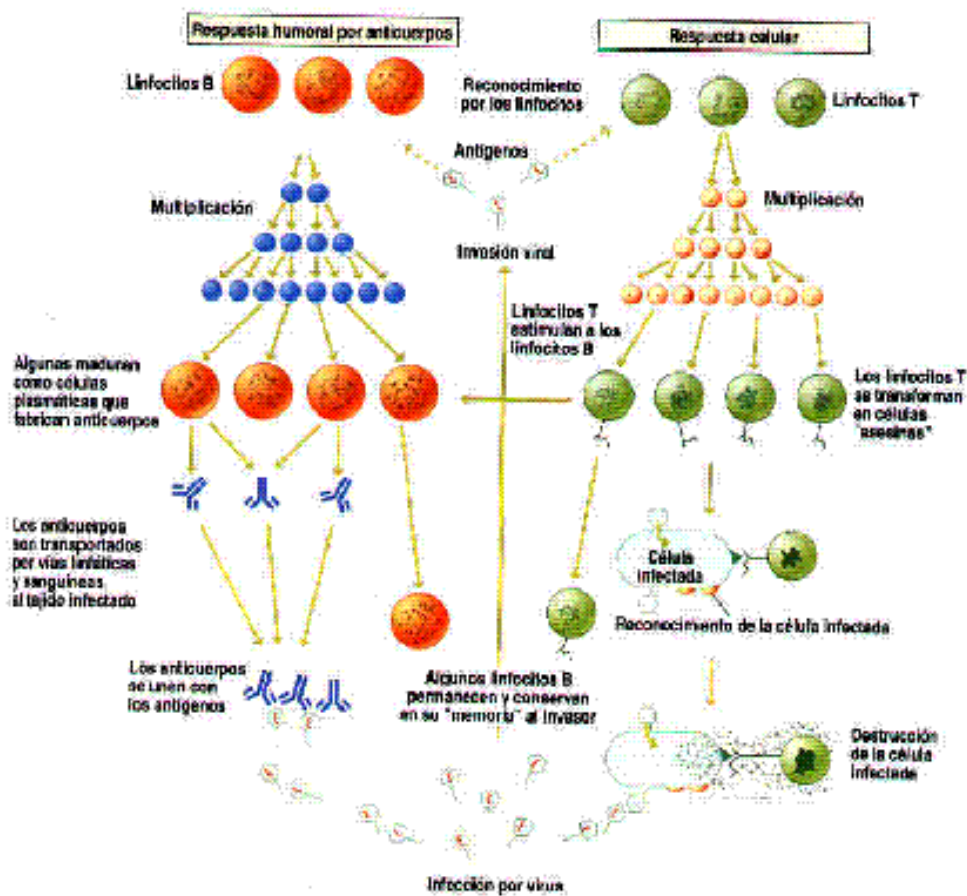 Respuesta humoral por anticuerpos
Respuesta celular
Linfocitos B
Reconocimiento
por los linfocitos
Linfocitos T
Antígenos
Multiplicación
Multiplicación
Invasión viral
Linfocitos T
estimulan a los
linfocitos B
Algunas maduran
como células
plasmáticas que
fabrican anticuerpos
Los linfocitos T
se transforman
en células
"asesinas"
Los anticuerpos
son transportados
por vías linfáticas
y sanguíneas
al tejido infectado
Célula
infectada
Reconocimiento de la célula infectada
Los anticuerpos
se unen con
los antígenos
Algunos linfocitos B
permanecen y conservan
en su "memoria" al invasor
Destrucción
de la célula
infectada
Infección por virus